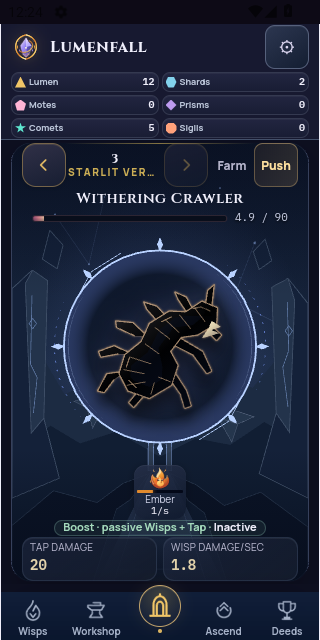 12:24
LUMENFALL
Lumen 12
Shards 2
Motes 0
Prisms 0
Comets 5
Sigils 0
3
STARLIT VER…
Farm
Push
WITHERING CRAWLER
4.9 / 90
Ember
1/s
Boost · passive Wisps + Tap · Inactive
TAP DAMAGE
20
WISP DAMAGE/SEC
1.8
Wisps
Workshop
Ascend
Deeds